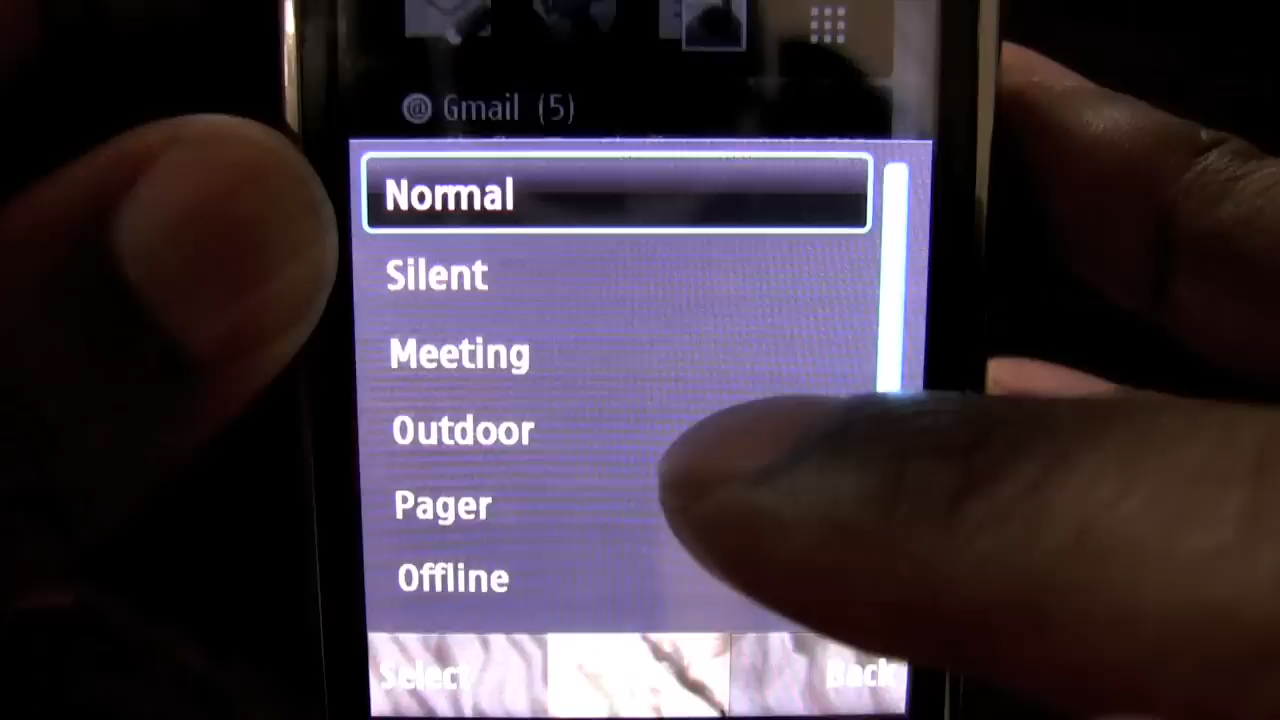 @ Gmail (5)
Normal
Silent
Meeting
Outdoor
Pager
Offline
Select
Back